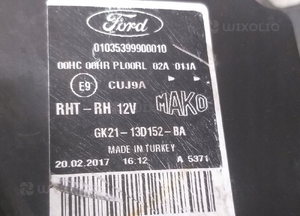 WIXOLIO
Ford
01035399900010
00HC 00HR PL00RL 02A 011A
E9 CUJ9A
RHT-RH 12V MAKO
GK21-13D152-BA
MADE IN TURKEY
20.02.2017 16:12 A 5371